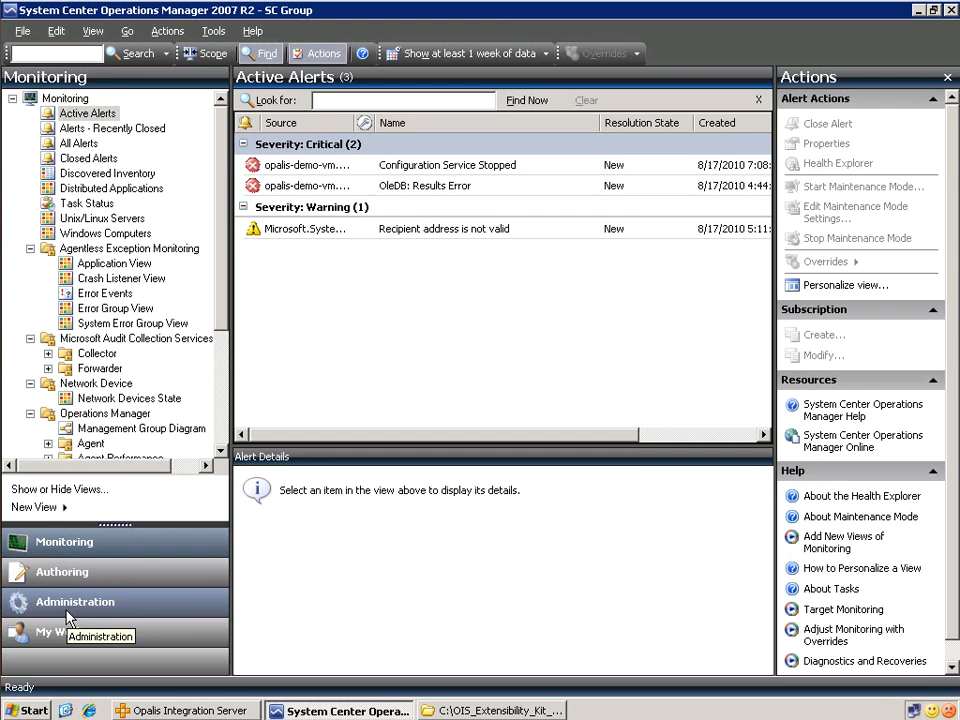 System Center Operations Manager 2007 R2 - SC Group
File Edit View Go Actions Tools Help
Search Scope Find Actions Show at least 1 week of data Overrides
Monitoring
Monitoring
Active Alerts
Alerts - Recently Closed
All Alerts
Closed Alerts
Discovered Inventory
Distributed Applications
Task Status
Unix/Linux Servers
Windows Computers
Agentless Exception Monitoring
Application View
Crash Listener View
Error Events
Error Group View
System Error Group View
Microsoft Audit Collection Services
Collector
Forwarder
Network Device
Network Devices State
Operations Manager
Management Group Diagram
Agent
Agent Performance
Show or Hide Views...
New View
Monitoring
Authoring
Administration
My W
Administration
Active Alerts (3)
Look for: Find Now Clear X
Source Name Resolution State Created
Severity: Critical (2)
opalis-demo-vm.... Configuration Service Stopped New 8/17/2010 7:08:
opalis-demo-vm.... OleDB: Results Error New 8/17/2010 4:44:
Severity: Warning (1)
Microsoft.Syste... Recipient address is not valid New 8/17/2010 5:11:
Alert Details
Select an item in the view above to display its details.
Actions
Alert Actions
Close Alert
Properties
Health Explorer
Start Maintenance Mode...
Edit Maintenance Mode
Settings...
Stop Maintenance Mode
Overrides
Personalize view...
Subscription
Create...
Modify...
Resources
System Center Operations
Manager Help
System Center Operations
Manager Online
Help
About the Health Explorer
About Maintenance Mode
Add New Views of
Monitoring
How to Personalize a View
About Tasks
Target Monitoring
Adjust Monitoring with
Overrides
Diagnostics and Recoveries
Ready
Start Opalis Integration Server System Center Opera... C:\OIS_Extensibility_Kit_...